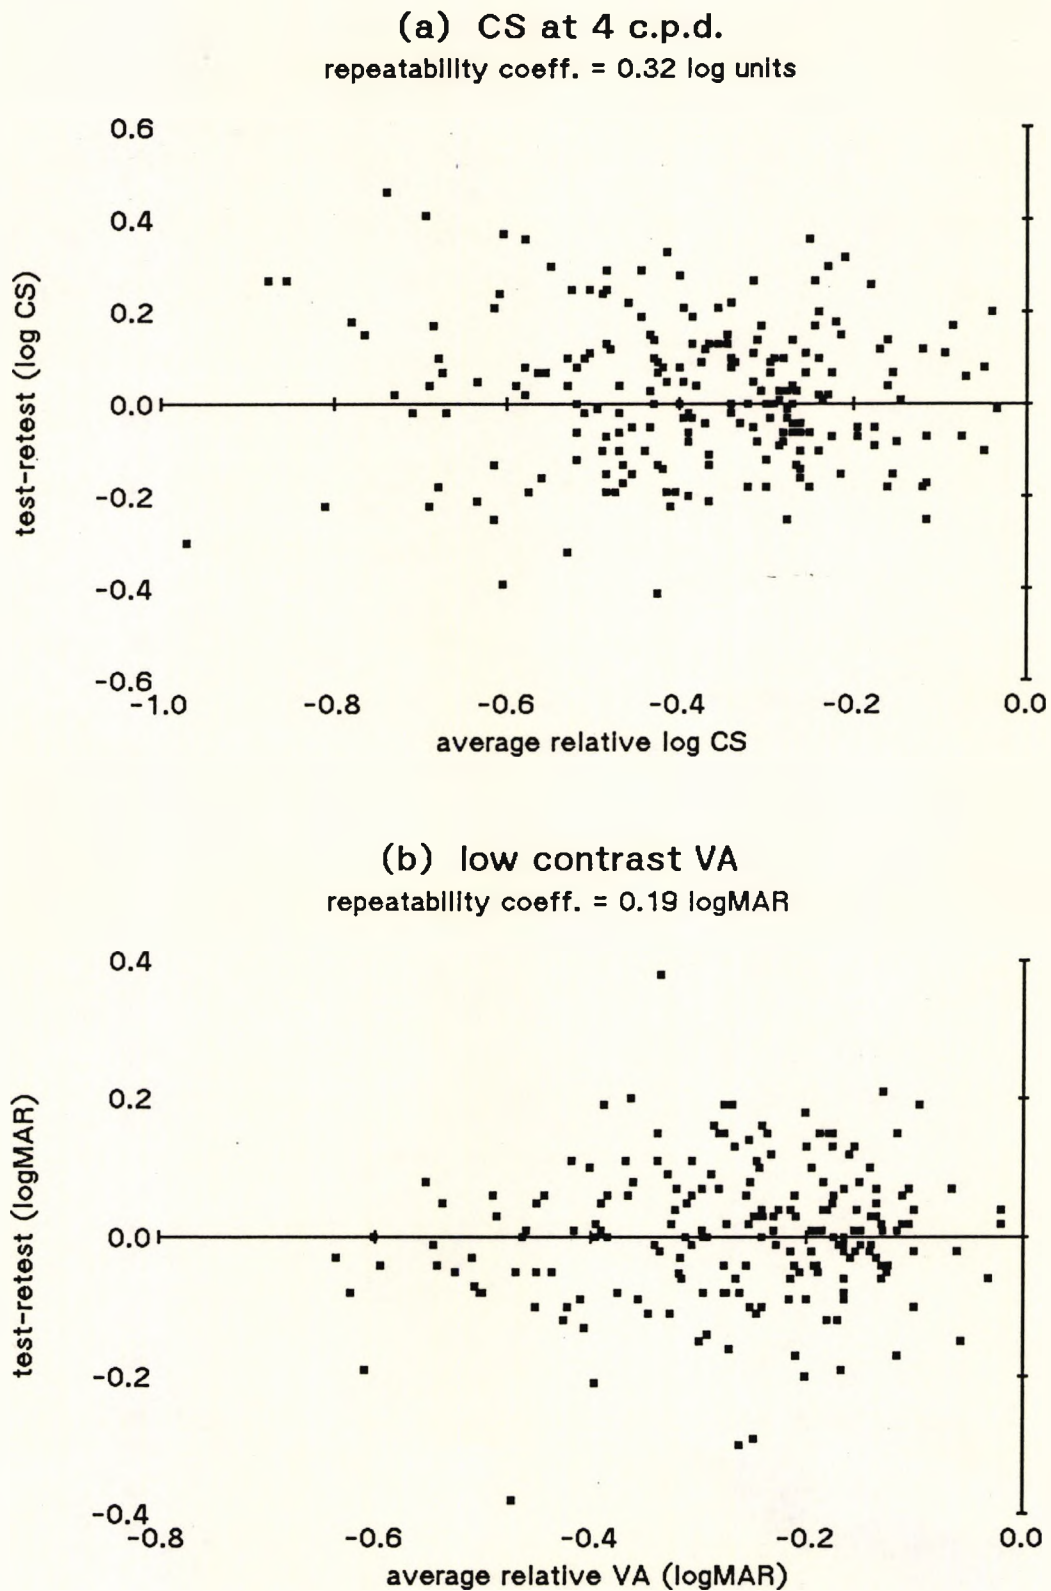 (a) CS at 4 c.p.d.
repeatability coeff. = 0.32 log units
0.6
0.4
0.2
0.0
-0.2
-0.4
-0.6
test-retest (log CS)
-1.0 -0.8 -0.6 -0.4 -0.2 0.0
average relative log CS
(b) low contrast VA
repeatability coeff. = 0.19 logMAR
0.4
0.2
0.0
-0.2
-0.4
test-retest (logMAR)
-0.8 -0.6 -0.4 -0.2 0.0
average relative VA (logMAR)